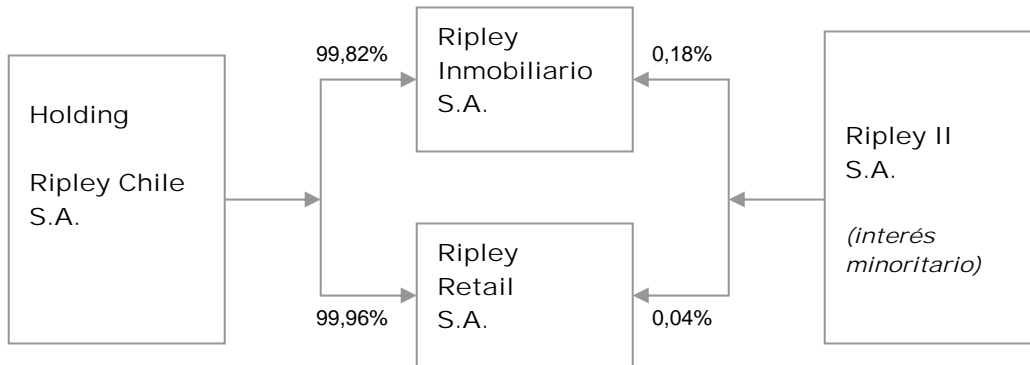 Holding
Ripley Chile
S.A.
99,82%
99,96%
Ripley
Inmobiliario
S.A.
Ripley
Retail
S.A.
0,18%
0,04%
Ripley II
S.A.
(interés
minoritario)